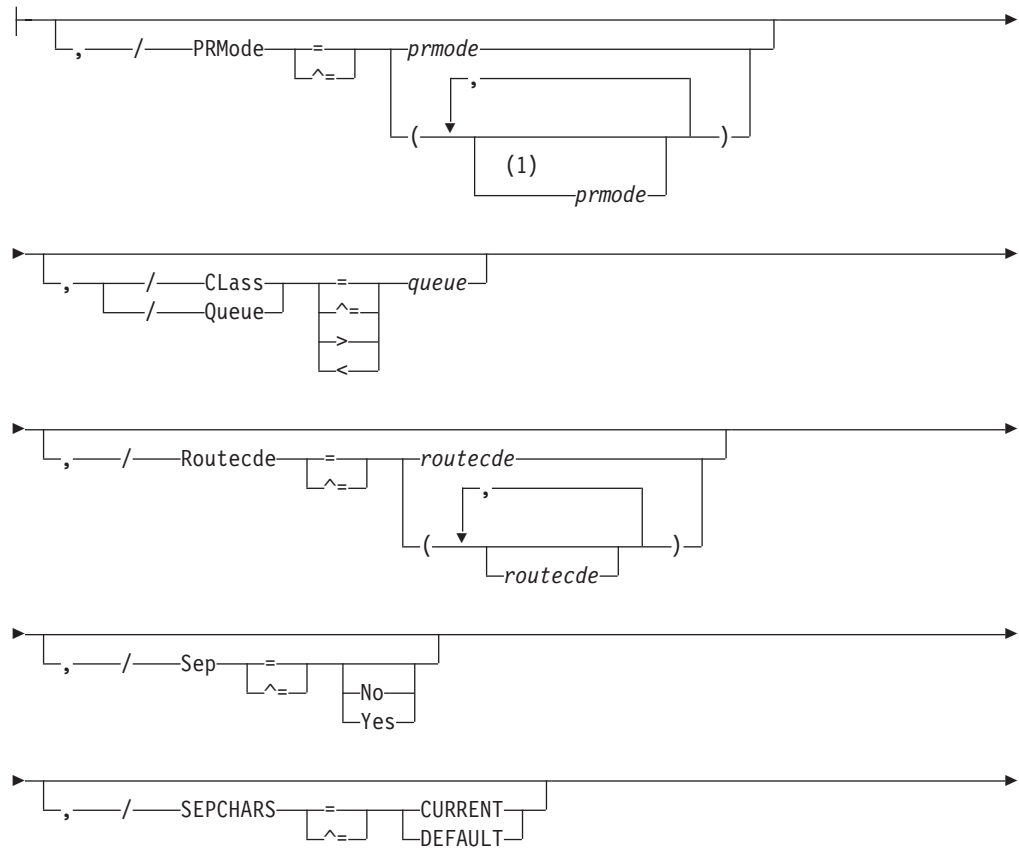 , / PRMode = prmode
^=
,
( )
(1)
prmode
, / CLass = queue
/ Queue ^=
>
<
, / Routecde = routecde
^=
,
( )
routecde
, / Sep =
^= No
Yes
, / SEPCHARS = CURRENT
^= DEFAULT